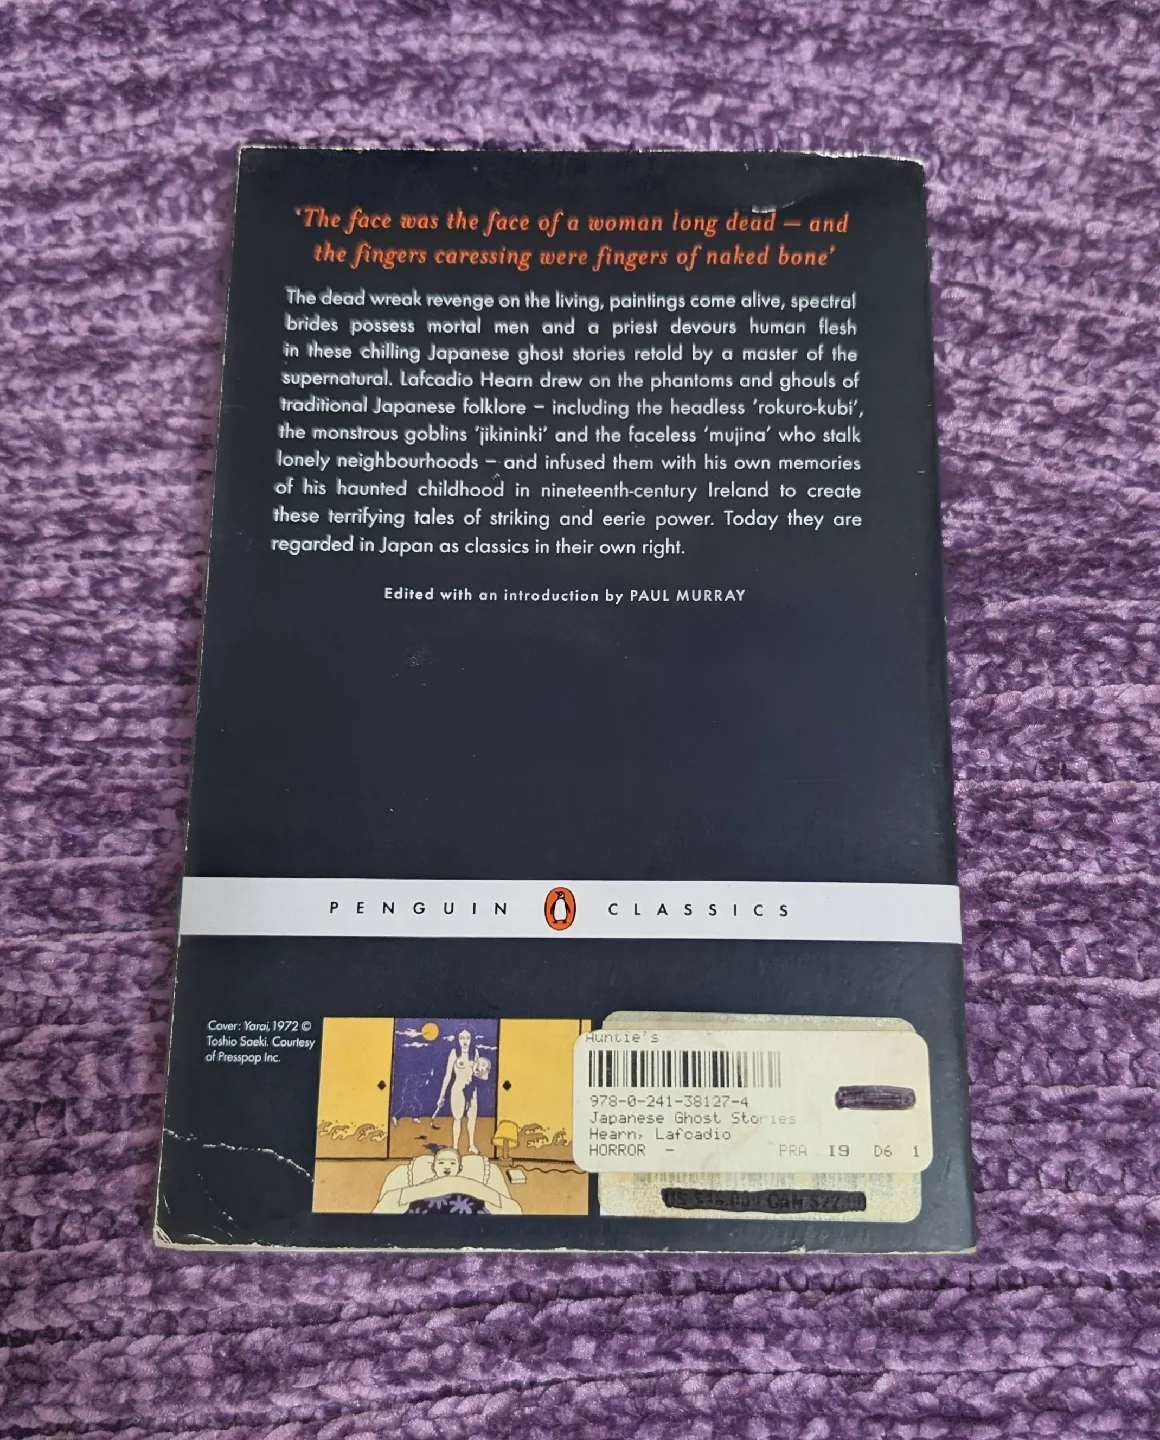 'The face was the face of a woman long dead – and
the fingers caressing were fingers of naked bone'
The dead wreak revenge on the living, paintings come alive, spectral
brides possess mortal men and a priest devours human flesh
in these chilling Japanese ghost stories retold by a master of the
supernatural. Lafcadio Hearn drew on the phantoms and ghouls of
traditional Japanese folklore – including the headless 'rokuro-kubi',
the monstrous goblins 'jikininki' and the faceless 'mujina' who stalk
lonely neighbourhoods – and infused them with his own memories
of his haunted childhood in nineteenth-century Ireland to create
these terrifying tales of striking and eerie power. Today they are
regarded in Japan as classics in their own right.
Edited with an introduction by PAUL MURRAY
PENGUIN CLASSICS
Cover: Yarai, 1972 ©
Toshio Saeki. Courtesy
of Presspop Inc.
Auntie's
978-0-241-38127-4
Japanese Ghost Stories
Hearn, Lafcadio
HORROR – PRA I9 D6 1